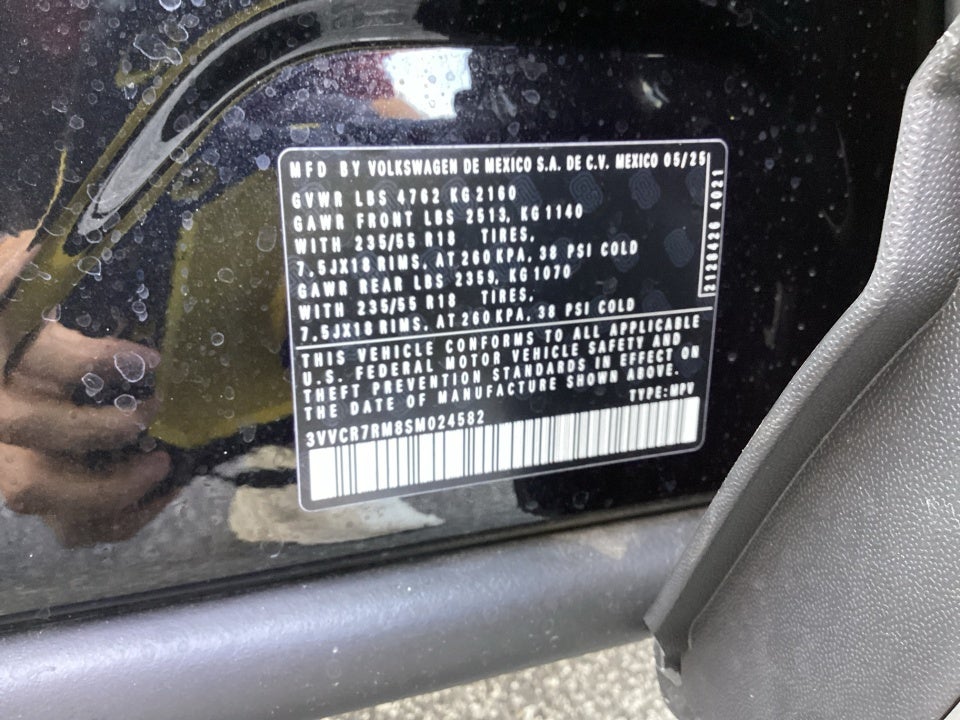 MFD BY VOLKSWAGEN DE MEXICO S.A. DE C.V. MEXICO 05/25
GVWR LBS 4762 KG 2160
GAWR FRONT LBS 2513, KG 1140
WITH 235/55 R18 TIRES,
7.5JX18 RIMS, AT 260 KPA, 38 PSI COLD
GAWR REAR LBS 2359, KG 1070
WITH 235/55 R18 TIRES,
7.5JX18 RIMS, AT 260 KPA, 38 PSI COLD
2126426 4021
THIS VEHICLE CONFORMS TO ALL APPLICABLE
U.S. FEDERAL MOTOR VEHICLE SAFETY AND
THEFT PREVENTION STANDARDS IN EFFECT ON
THE DATE OF MANUFACTURE SHOWN ABOVE.
TYPE:MPV
3VVCR7RM8SM024582